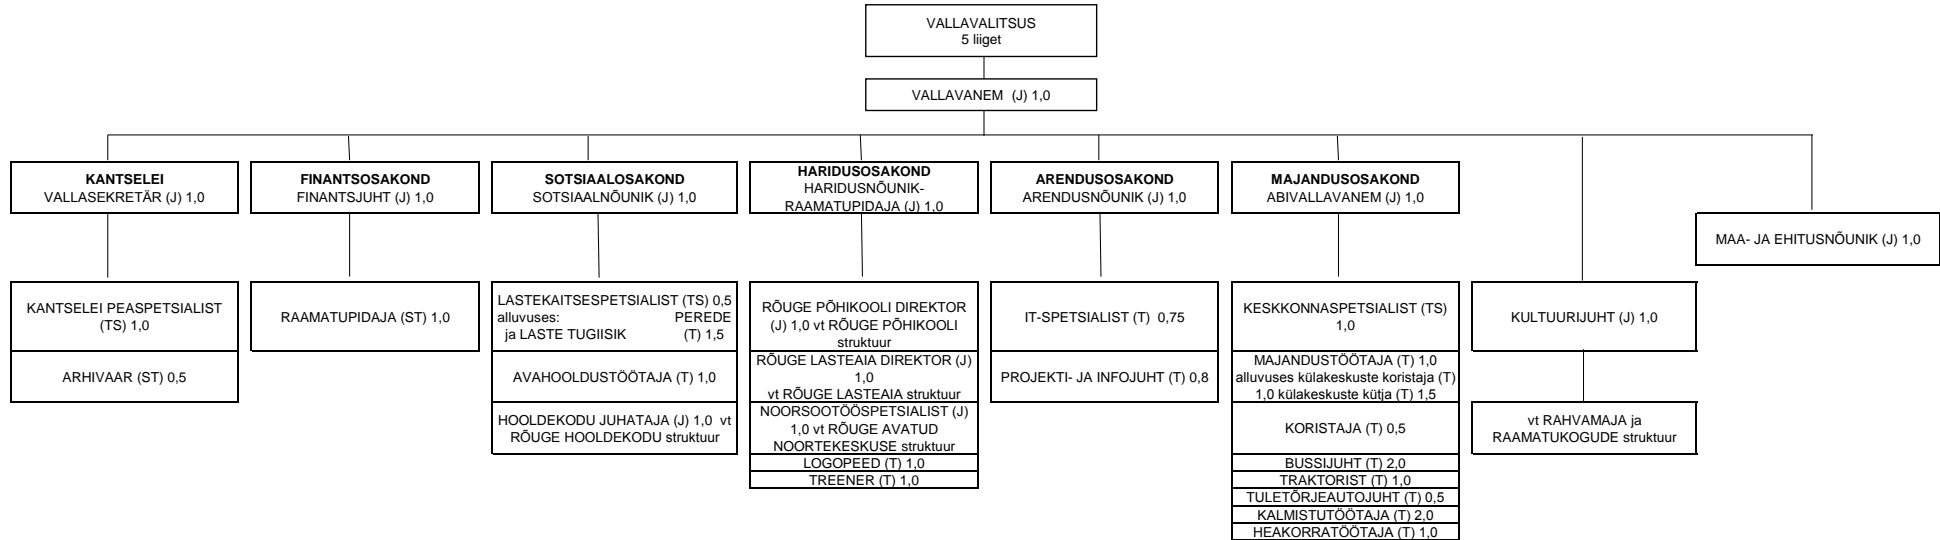 VALLAVALITSUS
5 liiget
VALLAVANEM (J) 1,0
KANTSELEI
VALLASEKRETÄR (J) 1,0
FINANTSOSAKOND
FINANTSJUHT (J) 1,0
SOTSIAALOSAKOND
SOTSIAALNÕUNIK (J) 1,0
HARIDUSOSAKOND
HARIDUSNÕUNIK-
RAAMATUPIDAJA (J) 1,0
ARENDUSOSAKOND
ARENDUSNÕUNIK (J) 1,0
MAJANDUSOSAKOND
ABIVALLAVANEM (J) 1,0
MAA- JA EHITUSNÕUNIK (J) 1,0
KANTSELEI PEASPETSIALIST
(TS) 1,0
ARHIVAAR (ST) 0,5
RAAMATUPIDAJA (ST) 1,0
LASTEKAITSESPETSIALIST (TS) 0,5
alluvuses: PEREDE
ja LASTE TUGIISIK (T) 1,5
AVAHOOLDUSTÖÖTAJA (T) 1,0
HOOLDEKODU JUHATAJA (J) 1,0 vt
RÕUGE HOOLDEKODU struktuur
RÕUGE PÕHIKOOLI DIREKTOR
(J) 1,0 vt RÕUGE PÕHIKOOLI
struktuur
RÕUGE LASTEAIA DIREKTOR (J)
1,0
vt RÕUGE LASTEAIA struktuur
NOORSOOTÖÖSPETSIALIST (J)
1,0 vt RÕUGE AVATUD
NOORTEKESKUSE struktuur
LOGOPEED (T) 1,0
TREENER (T) 1,0
IT-SPETSIALIST (T) 0,75
PROJEKTI- JA INFOJUHT (T) 0,8
KESKKONNASPETSIALIST (TS)
1,0
MAJANDUSTÖÖTAJA (T) 1,0
alluvuses külakeskuste koristaja (T)
1,0 külakeskuste kütja (T) 1,5
KORISTAJA (T) 0,5
BUSSIJUHT (T) 2,0
TRAKTORIST (T) 1,0
TULETÕRJEAUTOJUHT (T) 0,5
KALMISTUTÖÖTAJA (T) 2,0
HEAKORRATÖÖTAJA (T) 1,0
KULTUURIJUHT (J) 1,0
vt RAHVAMAJA ja
RAAMATUKOGUDE struktuur